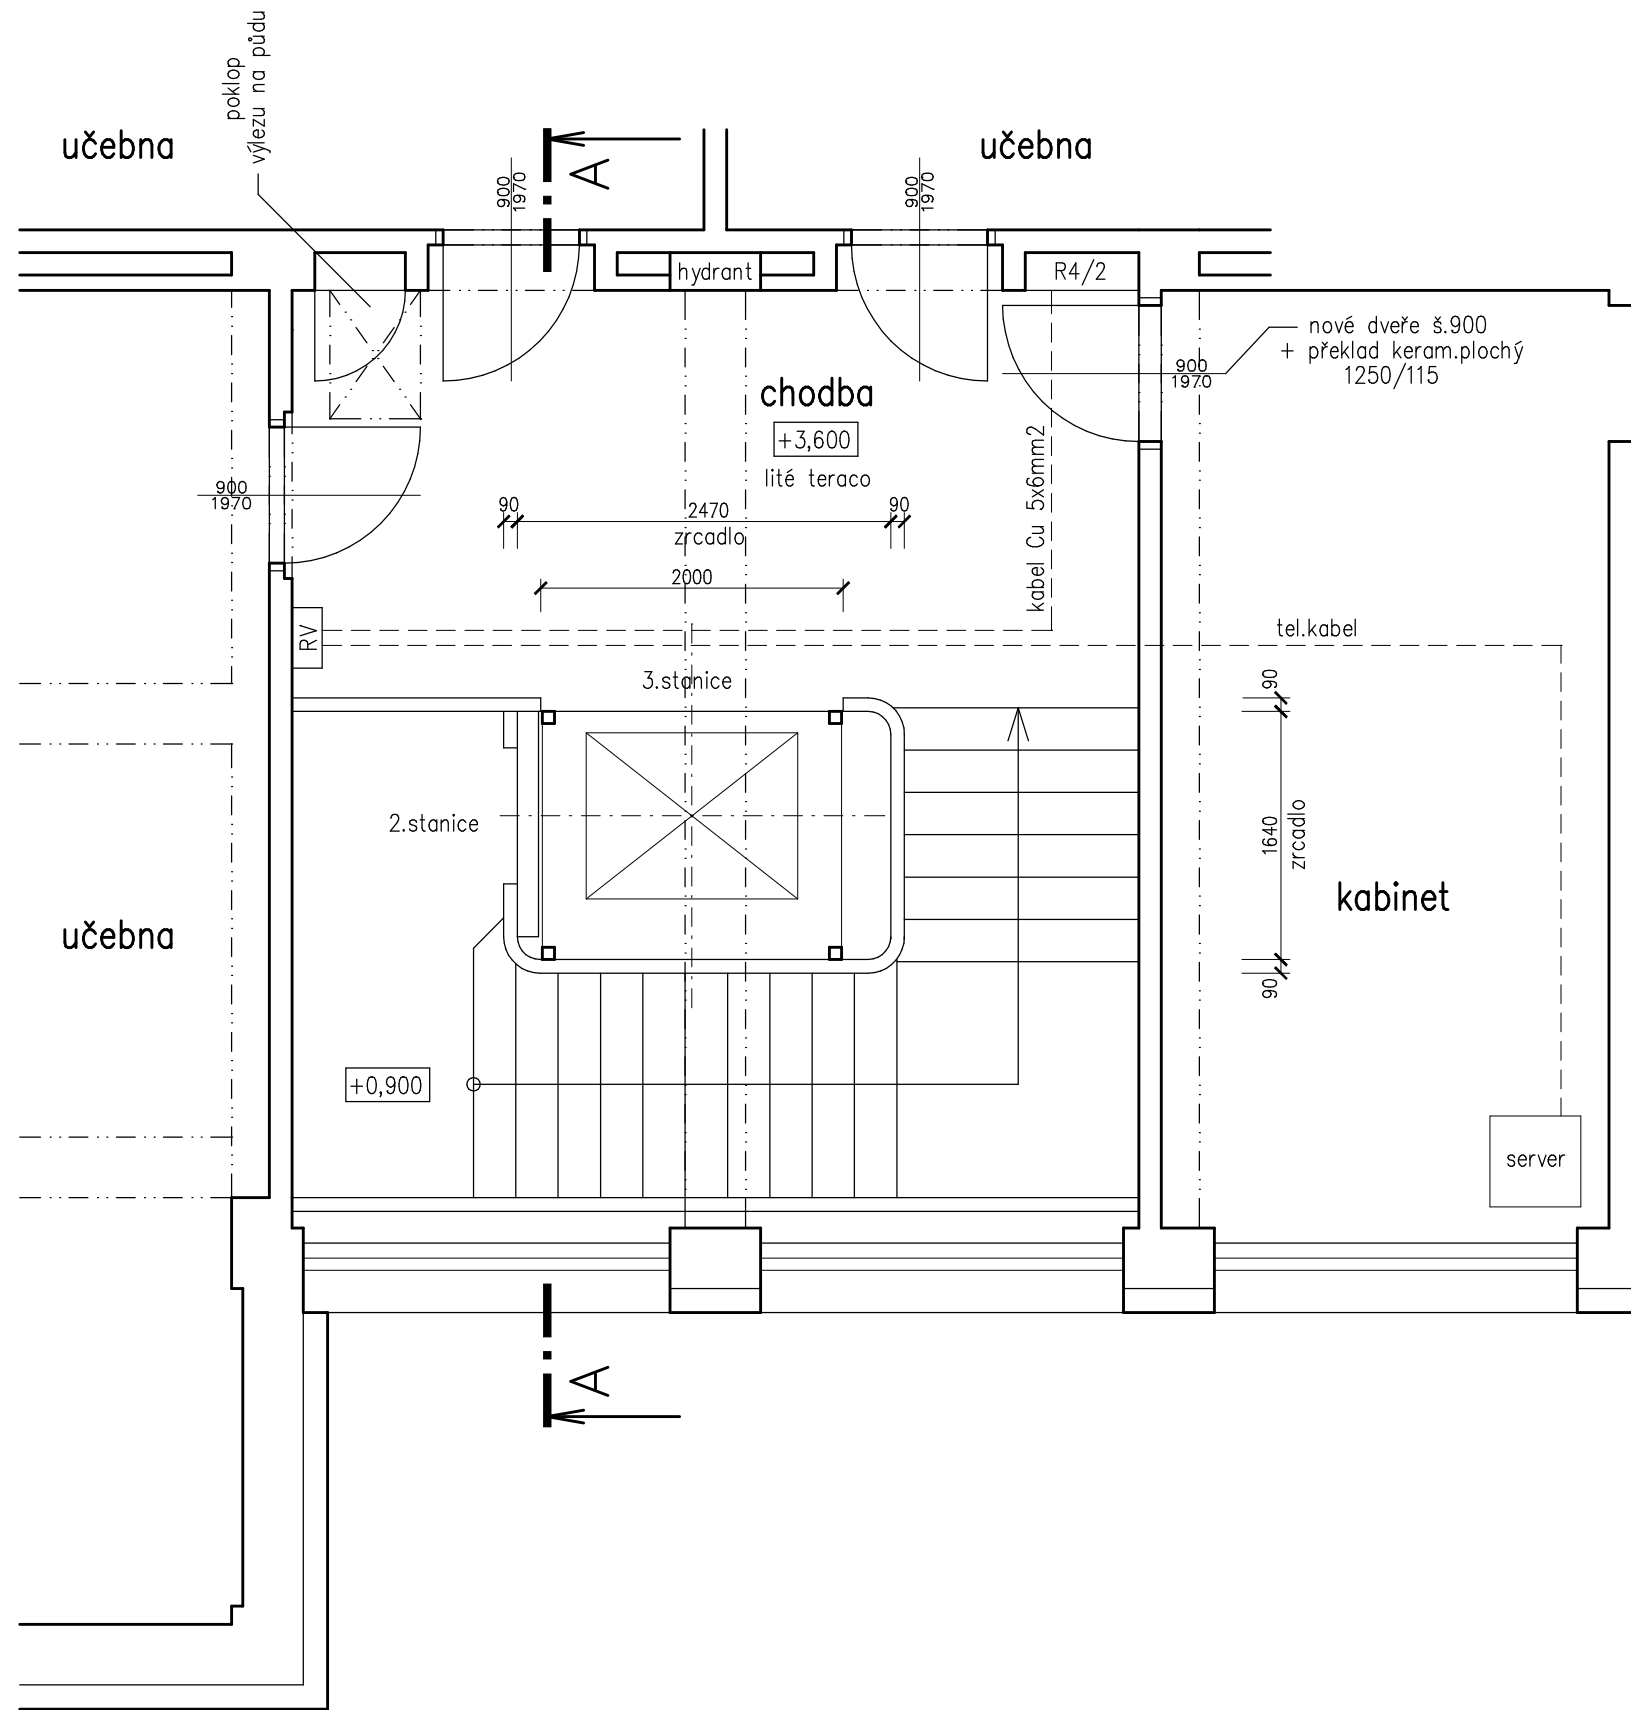 poklop
výlezu na půdu
učebna
A
učebna
900
1970
900
1970
hydrant
R4/2
nové dveře š.900
+ překlad keram.plochý
1250/115
900
1970
chodba
+3,600
lité teraco
900
1970
90
2470
90
zrcadlo
2000
kabel Cu 5x6mm2
RV
tel.kabel
3.stanice
90
2.stanice
1640
zrcadlo
kabinet
učebna
90
+0,900
server
A